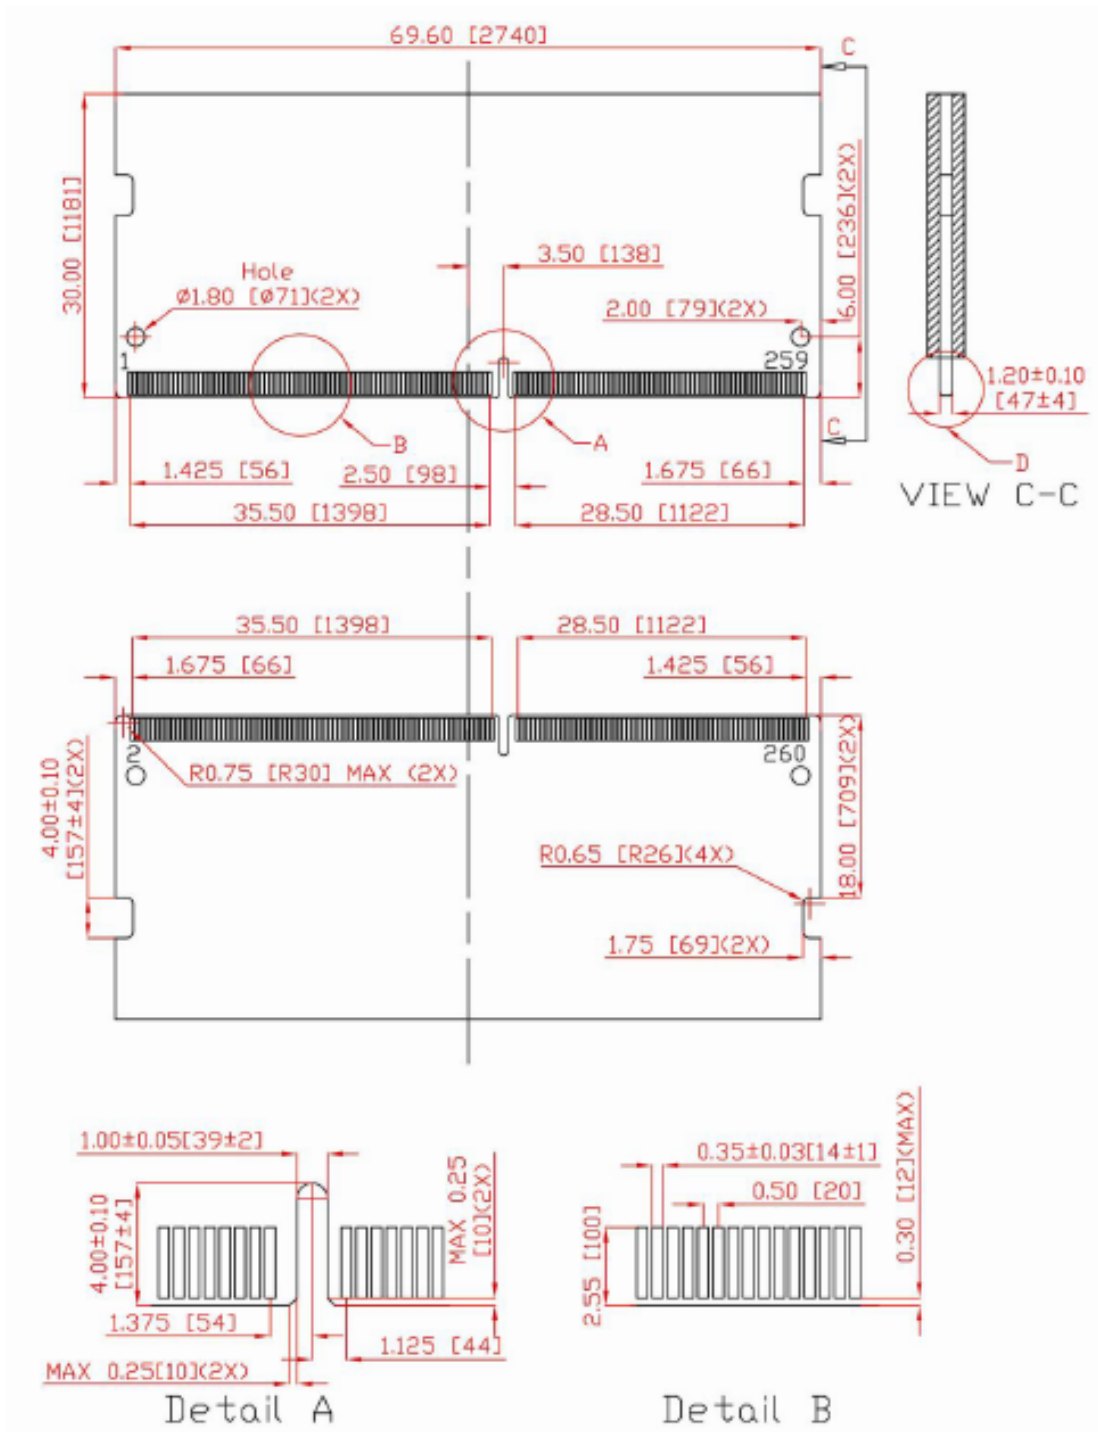 69.60 [2740]
C
30.00 [1181]
6.00 [236](2X)
3.50 [138]
Hole
Ø1.80 [Ø71](2X)
2.00 [79](2X)
1
259
1.20±0.10
[47±4]
C
B
A
D
1.425 [56]
2.50 [98]
1.675 [66]
VIEW C-C
35.50 [1398]
28.50 [1122]
35.50 [1398]
28.50 [1122]
1.675 [66]
1.425 [56]
2
260
R0.75 [R30] MAX (2X)
4.00±0.10
[157±4](2X)
18.00 [709](2X)
R0.65 [R26](4X)
1.75 [69](2X)
1.00±0.05[39±2]
4.00±0.10
[157±4]
MAX 0.25
[10](2X)
1.375 [54]
1.125 [44]
MAX 0.25[10](2X)
Detail A
0.35±0.03[14±1]
0.50 [20]
0.30 [12](MAX)
2.55 [100]
Detail B